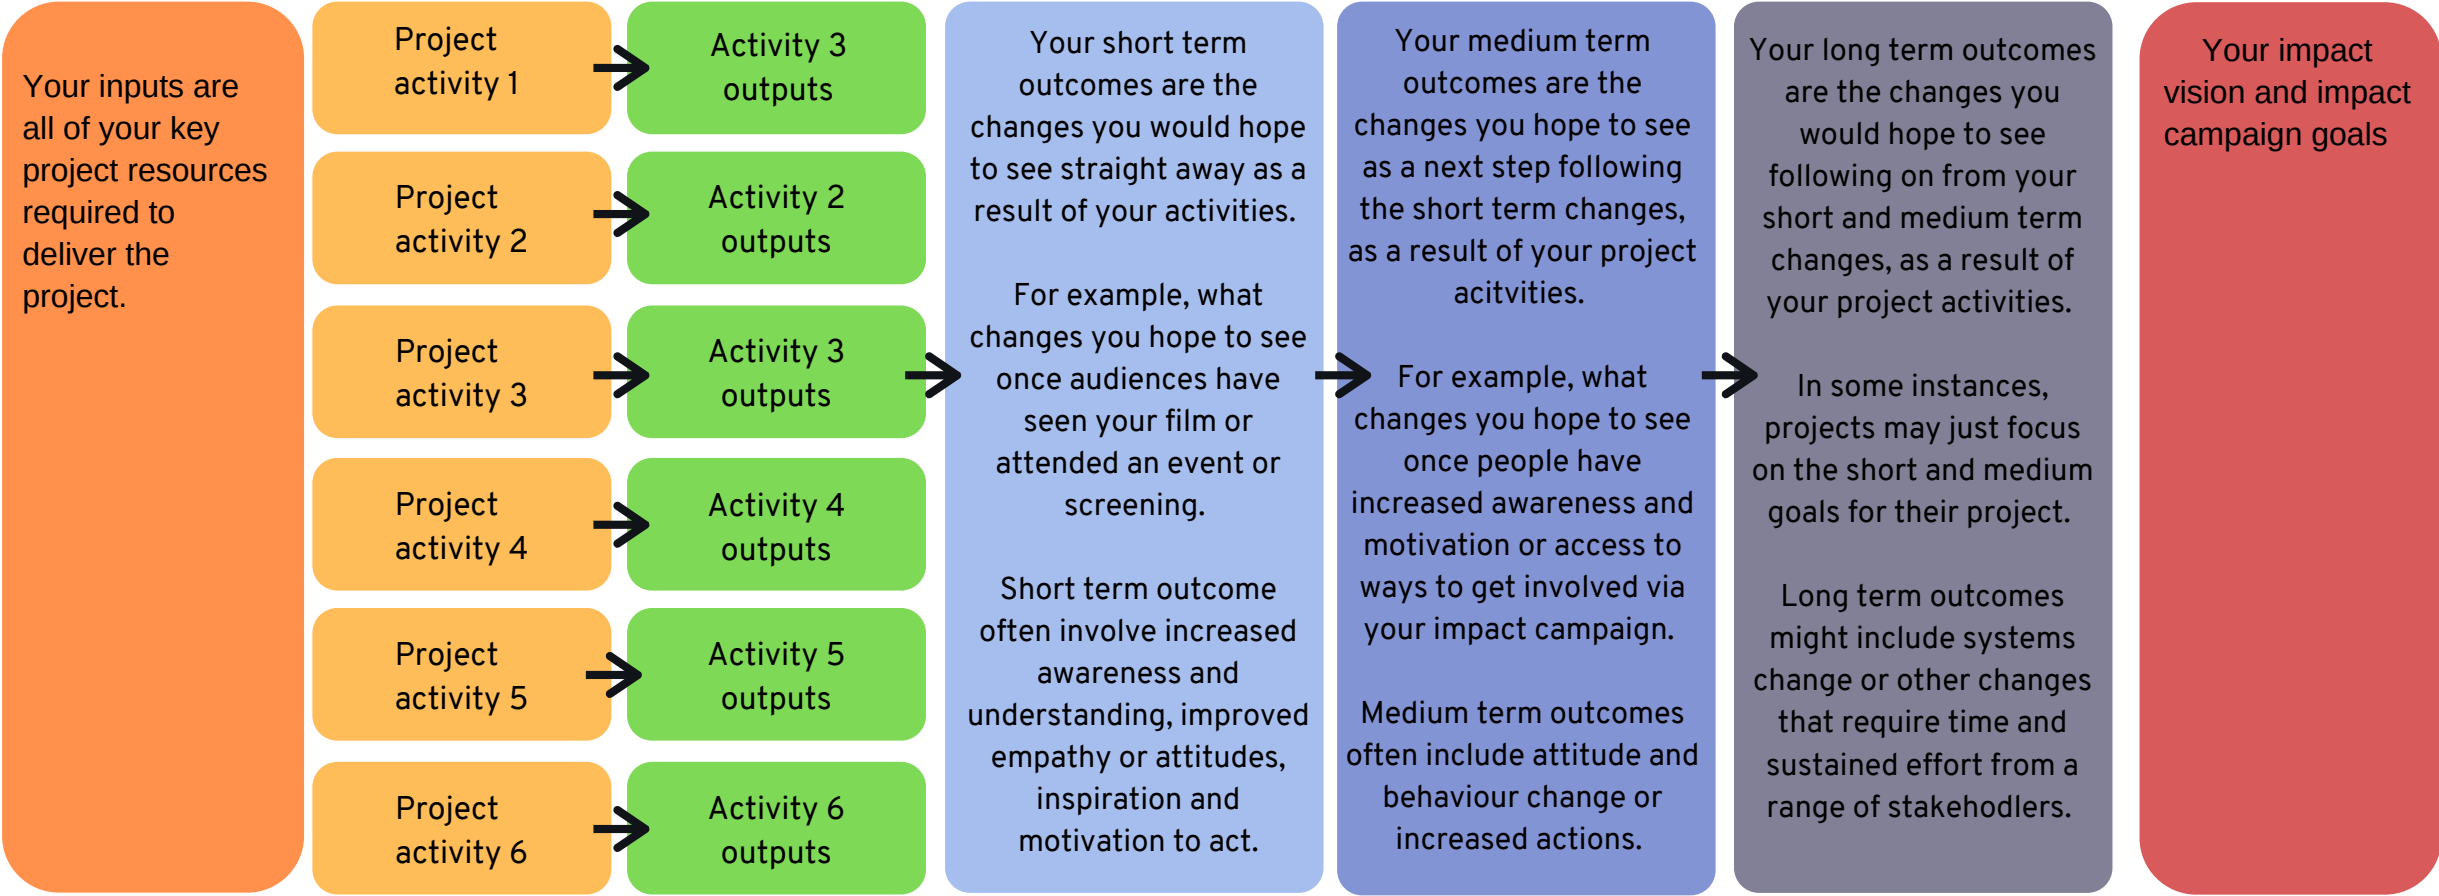 Your inputs are
all of your key
project resources
required to
deliver the
project.
Project
activity 1
Activity 3
outputs
Project
activity 2
Activity 2
outputs
Project
activity 3
Activity 3
outputs
Project
activity 4
Activity 4
outputs
Project
activity 5
Activity 5
outputs
Project
activity 6
Activity 6
outputs
Your short term
outcomes are the
changes you would hope
to see straight away as a
result of your activities.
For example, what
changes you hope to see
once audiences have
seen your film or
attended an event or
screening.
Short term outcome
often involve increased
awareness and
understanding, improved
empathy or attitudes,
inspiration and
motivation to act.
Your medium term
outcomes are the
changes you hope to see
as a next step following
the short term changes,
as a result of your project
acitvities.
For example, what
changes you hope to see
once people have
increased awareness and
motivation or access to
ways to get involved via
your impact campaign.
Medium term outcomes
often include attitude and
behaviour change or
increased actions.
Your long term outcomes
are the changes you
would hope to see
following on from your
short and medium term
changes, as a result of
your project activities.
In some instances,
projects may just focus
on the short and medium
goals for their project.
Long term outcomes
might include systems
change or other changes
that require time and
sustained effort from a
range of stakehodlers.
Your impact
vision and impact
campaign goals